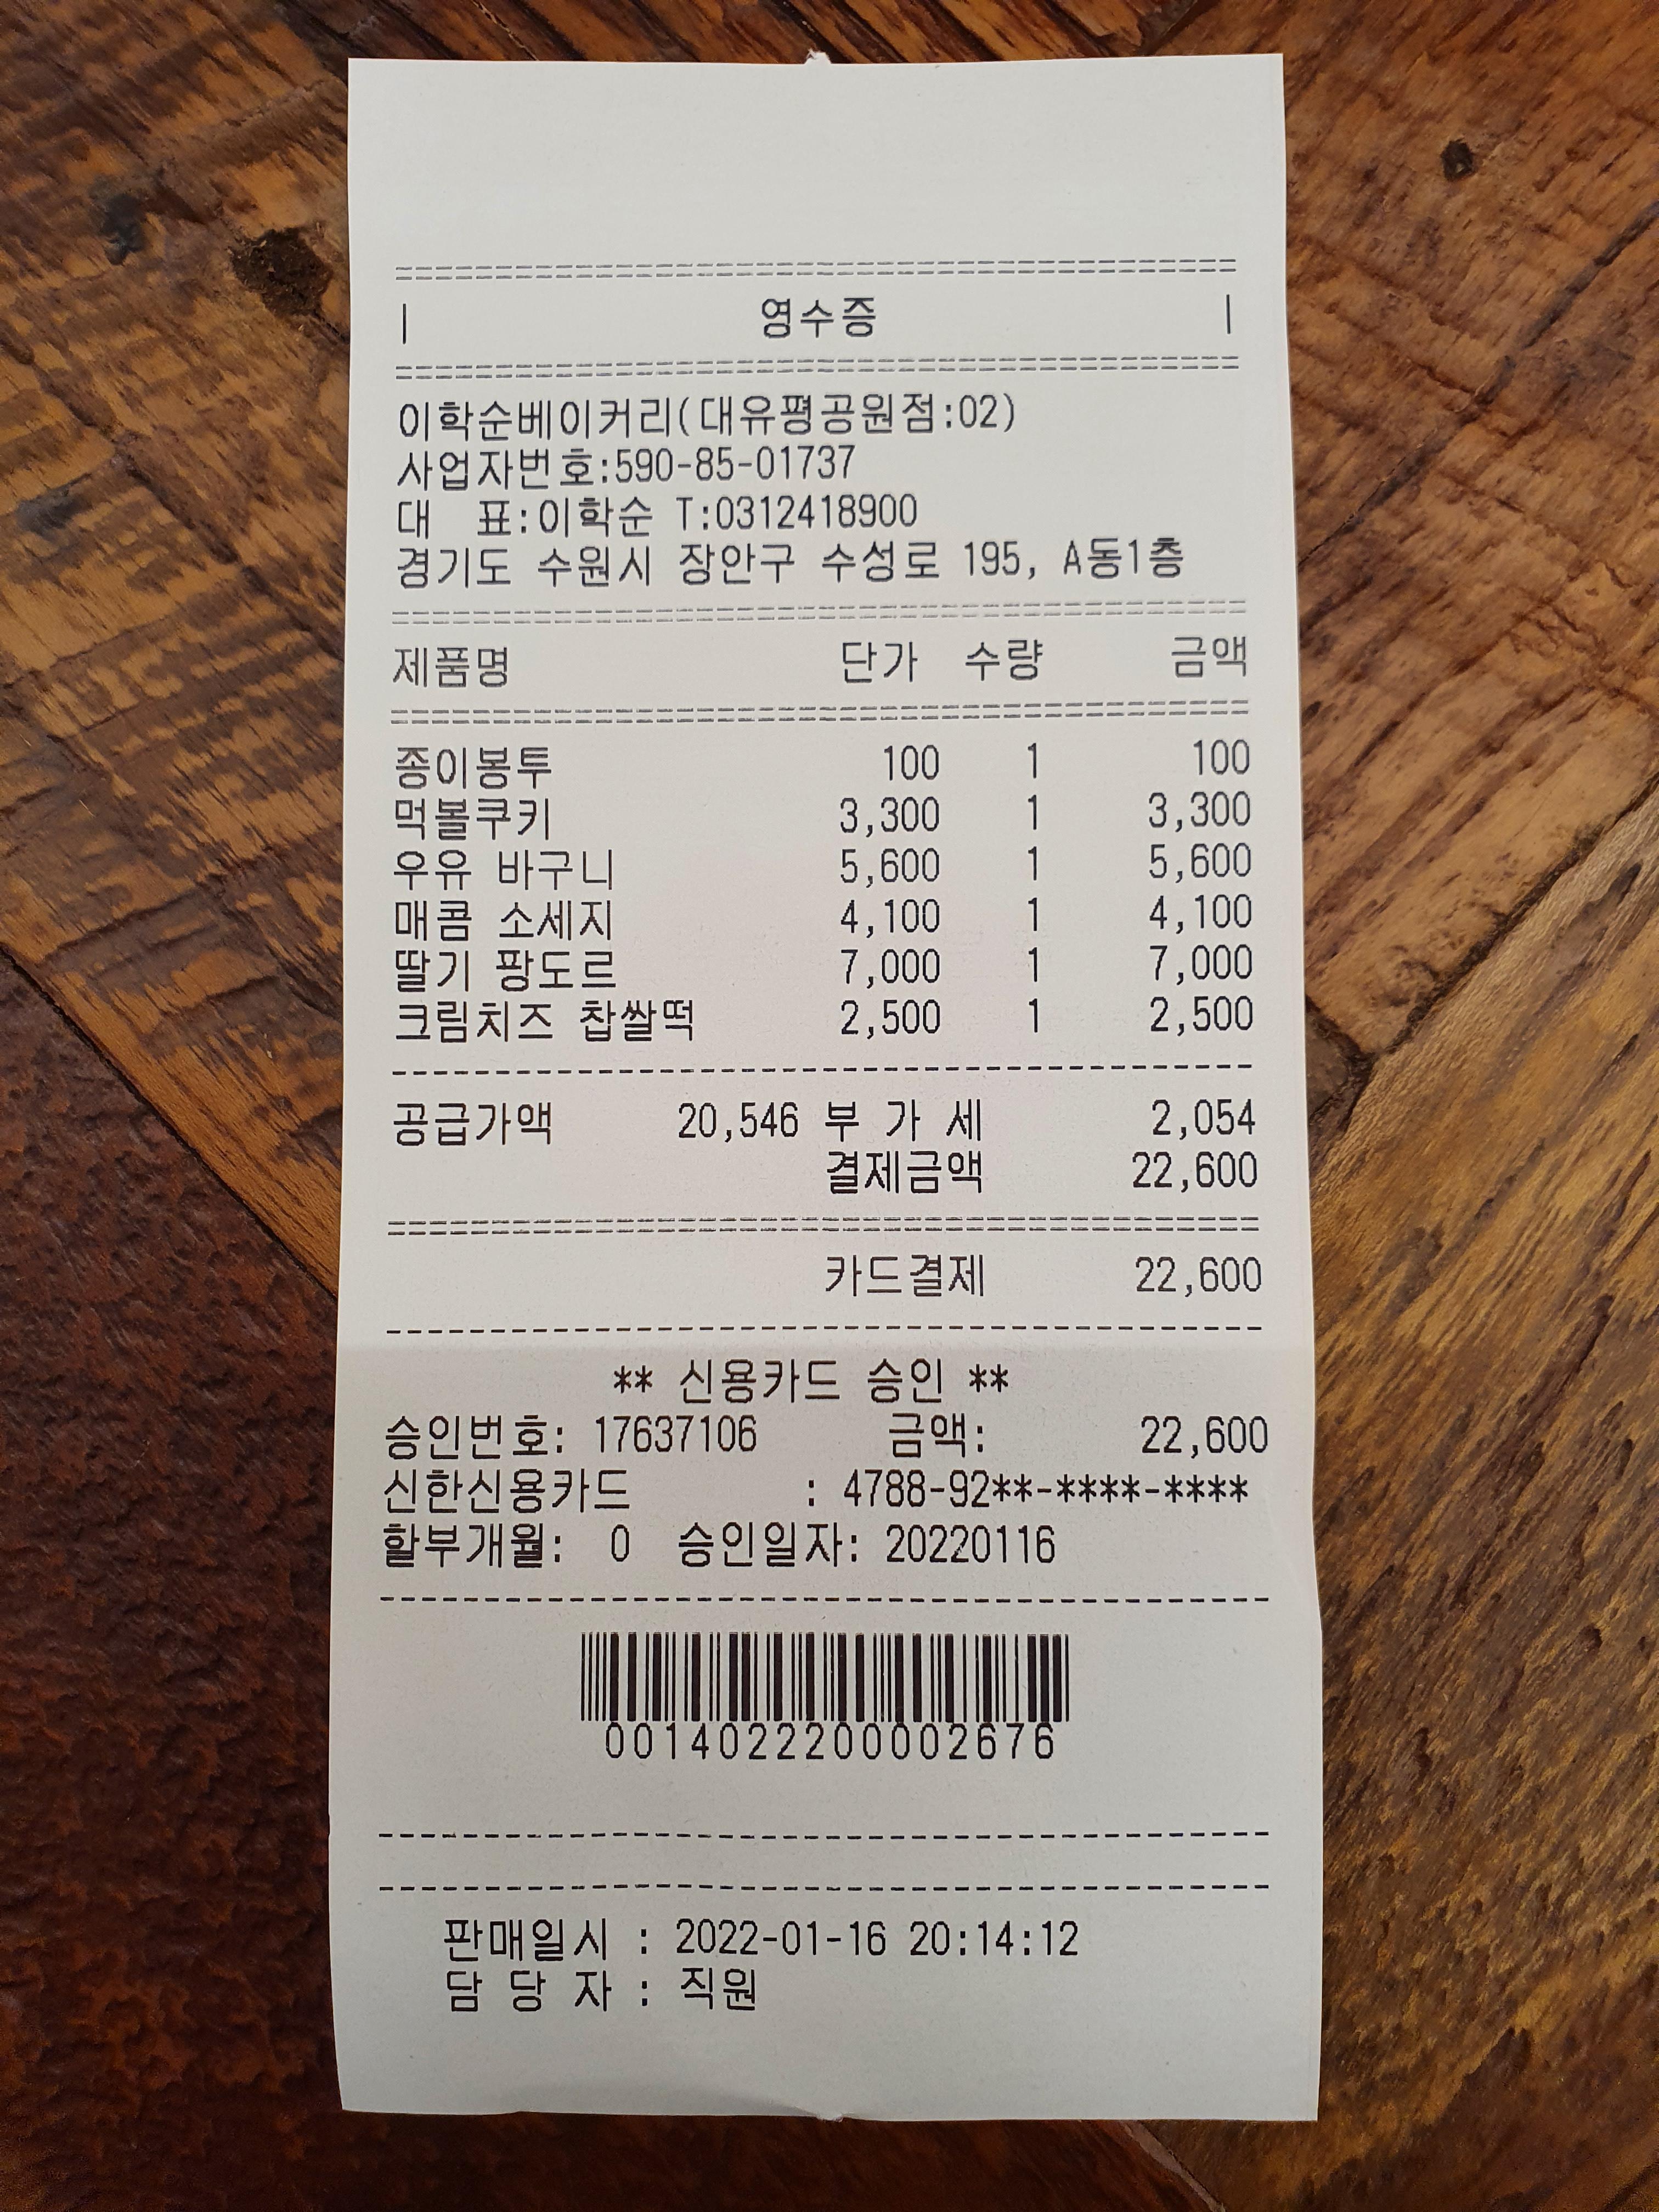 영수증
이학순베이커리(대유평공원점:02)
사업자번호:590-85-01737
대 표:이학순 T:0312418900
경기도 수원시 장안구 수성로 195, A동1층
제품명 단가 수량 금액
종이봉투 100 1 100
먹볼쿠키 3,300 1 3,300
우유 바구니 5,600 1 5,600
매콤 소세지 4,100 1 4,100
딸기 팡도르 7,000 1 7,000
크림치즈 찹쌀떡 2,500 1 2,500
공급가액 20,546 부 가 세 2,054
결제금액 22,600
카드결제 22,600
** 신용카드 승인 **
승인번호: 17637106 금액: 22,600
신한신용카드 : 4788-92**-****-****
할부개월: 0 승인일자: 20220116
0014022200002676
판매일시 : 2022-01-16 20:14:12
담 당 자 : 직원